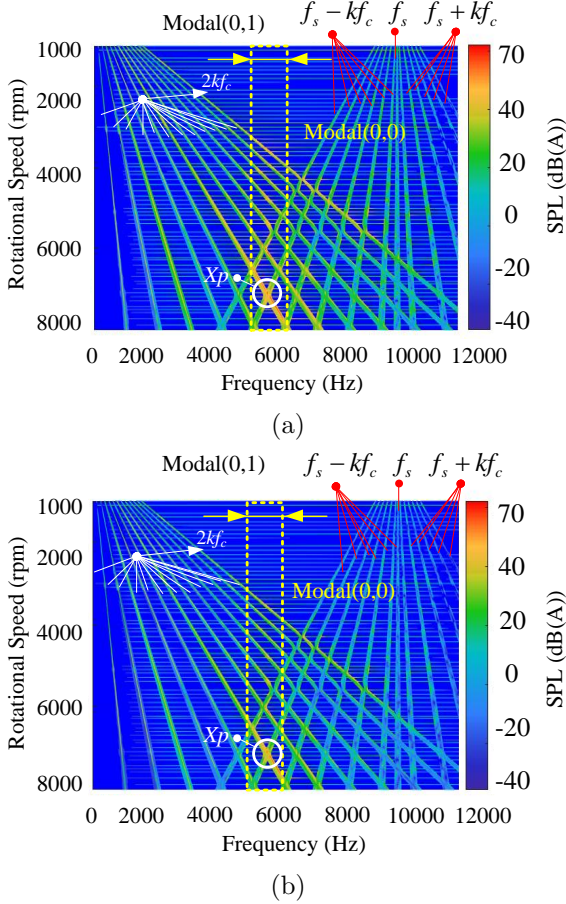 Modal(0,1)
f_s − kf_c f_s f_s + kf_c
1000
2000
4000
6000
8000
Rotational Speed (rpm)
2kf_c
Modal(0,0)
Xp
70
40
20
0
-20
-40
SPL (dB(A))
0 2000 4000 6000 8000 10000 12000
Frequency (Hz)
(a)
Modal(0,1)
f_s − kf_c f_s f_s + kf_c
1000
2000
4000
6000
8000
Rotational Speed (rpm)
2kf_c
Modal(0,0)
Xp
70
40
20
0
-20
-40
SPL (dB(A))
0 2000 4000 6000 8000 10000 12000
Frequency (Hz)
(b)